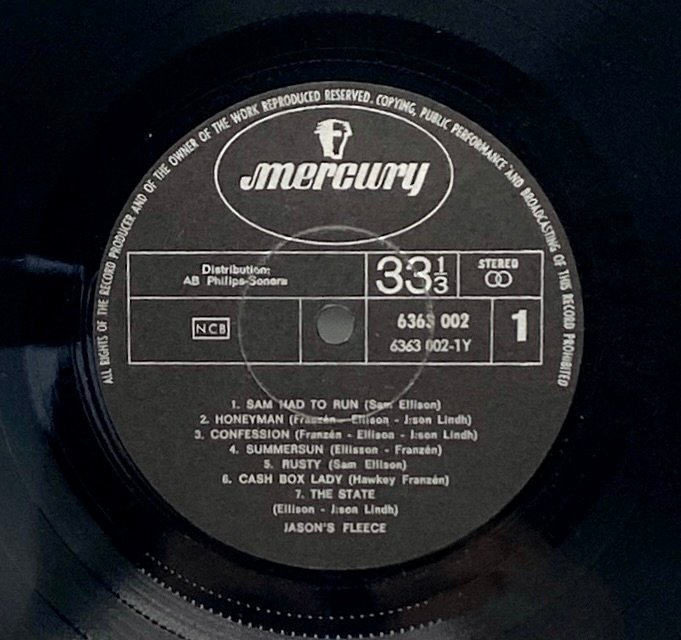 ALL RIGHTS OF THE RECORD PRODUCER AND OF THE OWNER OF THE WORK REPRODUCED RESERVED. COPYING, PUBLIC PERFORMANCE AND BROADCASTING OF THIS RECORD PROHIBITED
mercury
Distribution:
AB Philips-Sonora
33 1/3
STEREO
NCB
6363 002
6363 002-1Y
1
1. SAM HAD TO RUN (Sam Ellison)
2. HONEYMAN (Franzén - Ellison - J:son Lindh)
3. CONFESSION (Franzén - Ellison - J:son Lindh)
4. SUMMERSUN (Ellisson - Franzén)
5. RUSTY (Sam Ellison)
6. CASH BOX LADY (Hawkey Franzén)
7. THE STATE
(Ellison - J:son Lindh)
JASON'S FLEECE